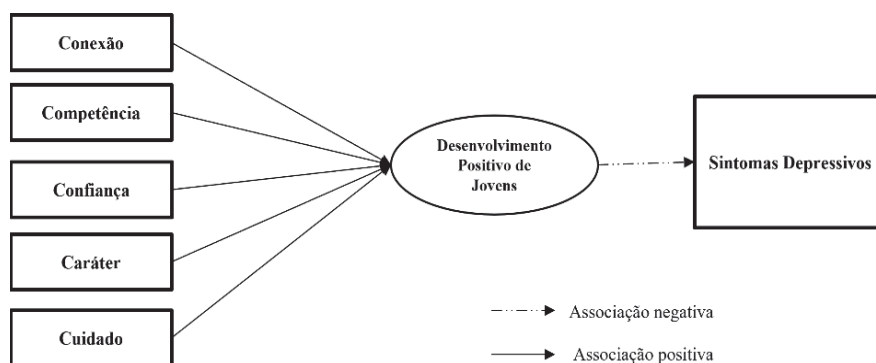 Conexão
Competência
Confiança
Caráter
Cuidado
Desenvolvimento
Positivo de
Jovens
Sintomas Depressivos
Associação negativa
Associação positiva